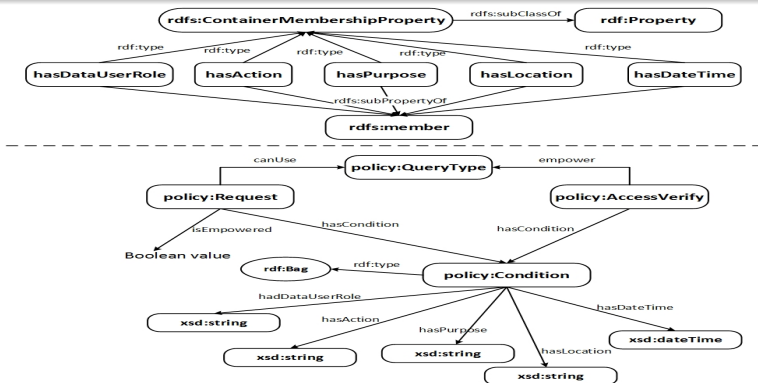 rdfs:ContainerMembershipProperty
rdfs:subClassOf
rdf:Property
rdf:type
rdf:type
rdf:type
rdf:type
rdf:type
hasDataUserRole
hasAction
hasPurpose
hasLocation
hasDateTime
rdfs:subPropertyOf
rdfs:member
canUse
policy:QueryType
empower
policy:Request
policy:AccessVerify
isEmpowered
hasCondition
hasCondition
Boolean value
rdf:Bag
rdf:type
policy:Condition
hadDataUserRole
hasDateTime
xsd:string
hasAction
hasPurpose
xsd:dateTime
xsd:string
xsd:string
hasLocation
xsd:string